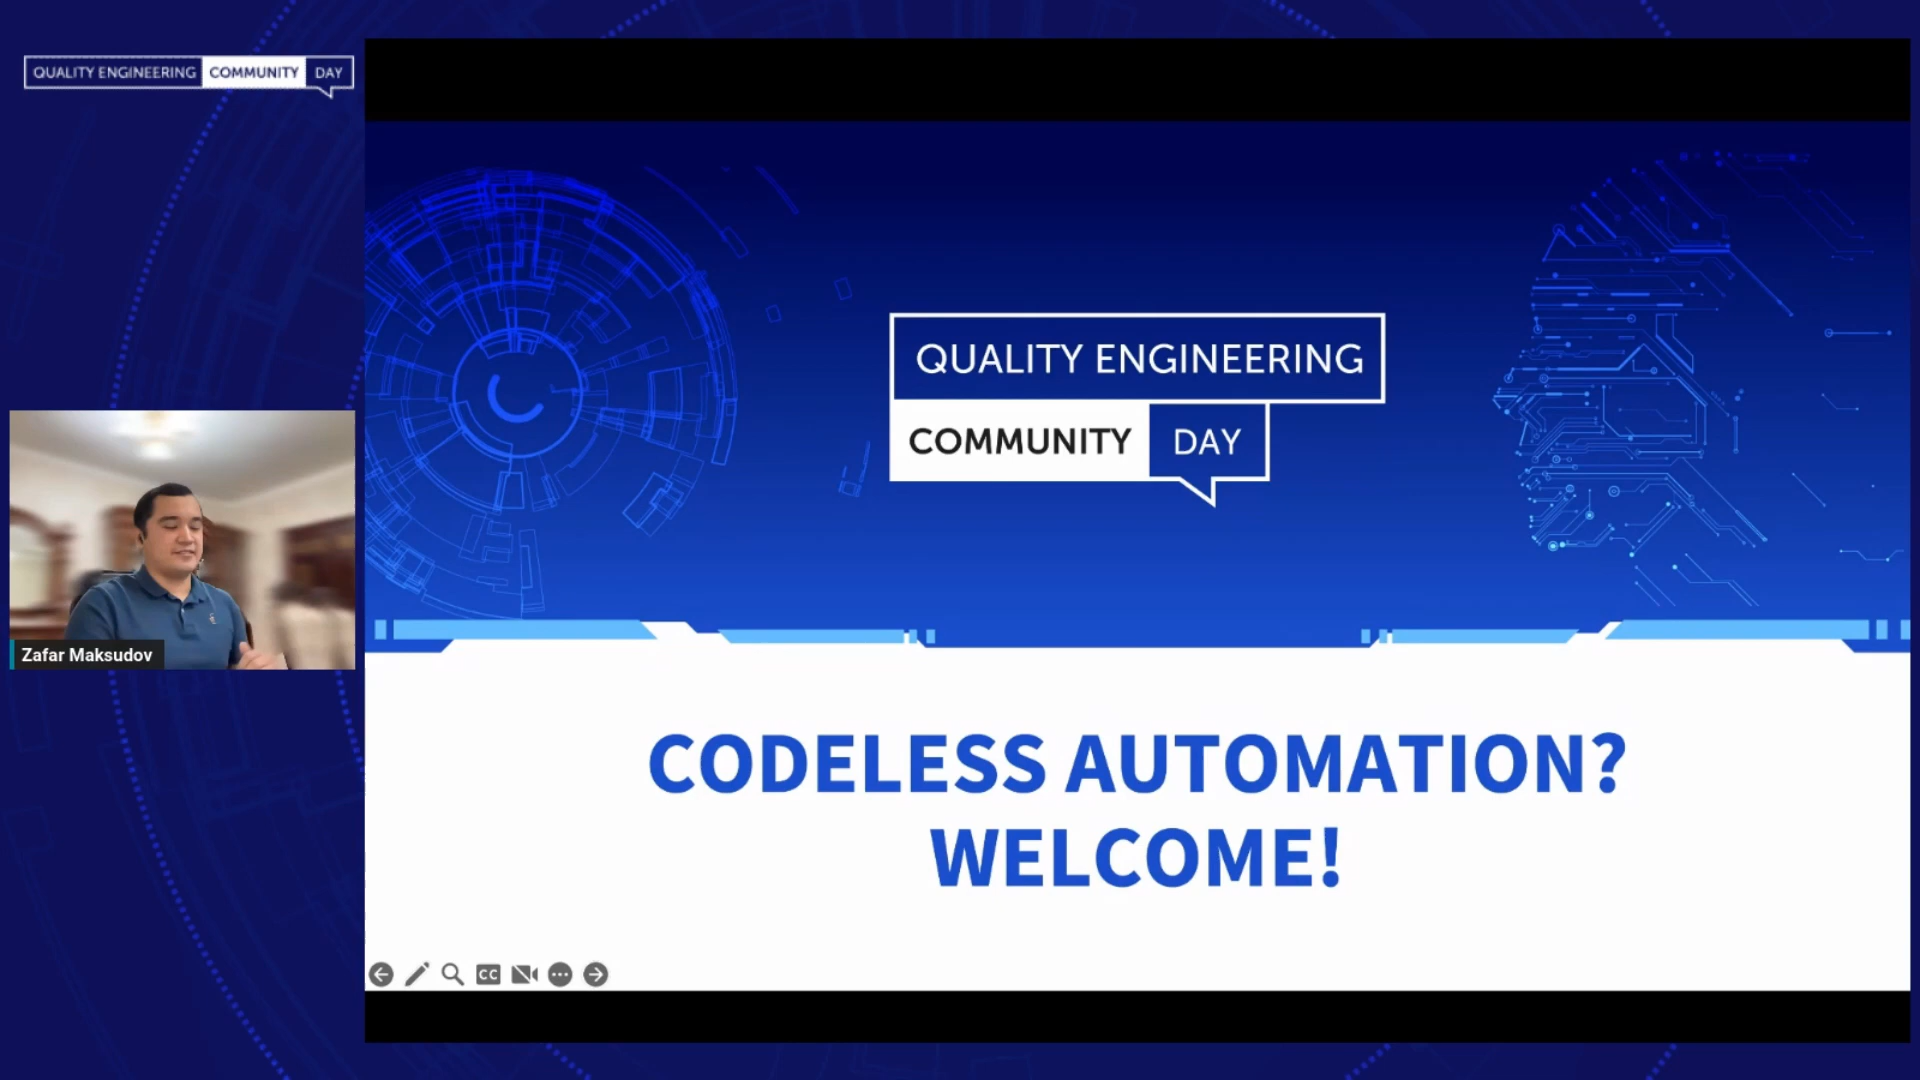 QUALITY ENGINEERING COMMUNITY DAY
QUALITY ENGINEERING
COMMUNITY DAY
Zafar Maksudov
CODELESS AUTOMATION?
WELCOME!
CC